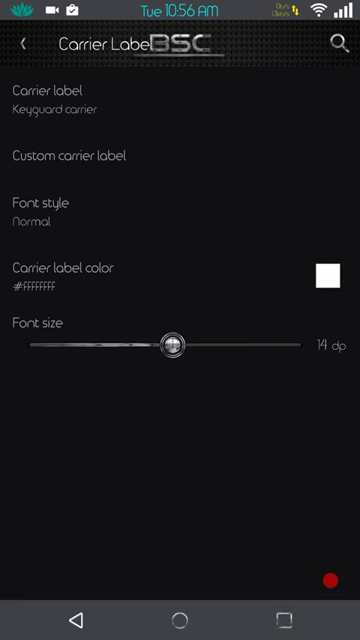 Tue 10:56 AM
Carrier Label
BSC
Carrier label
Keyguard carrier
Custom carrier label
Font style
Normal
Carrier label color
#ffffffff
Font size
14 dp